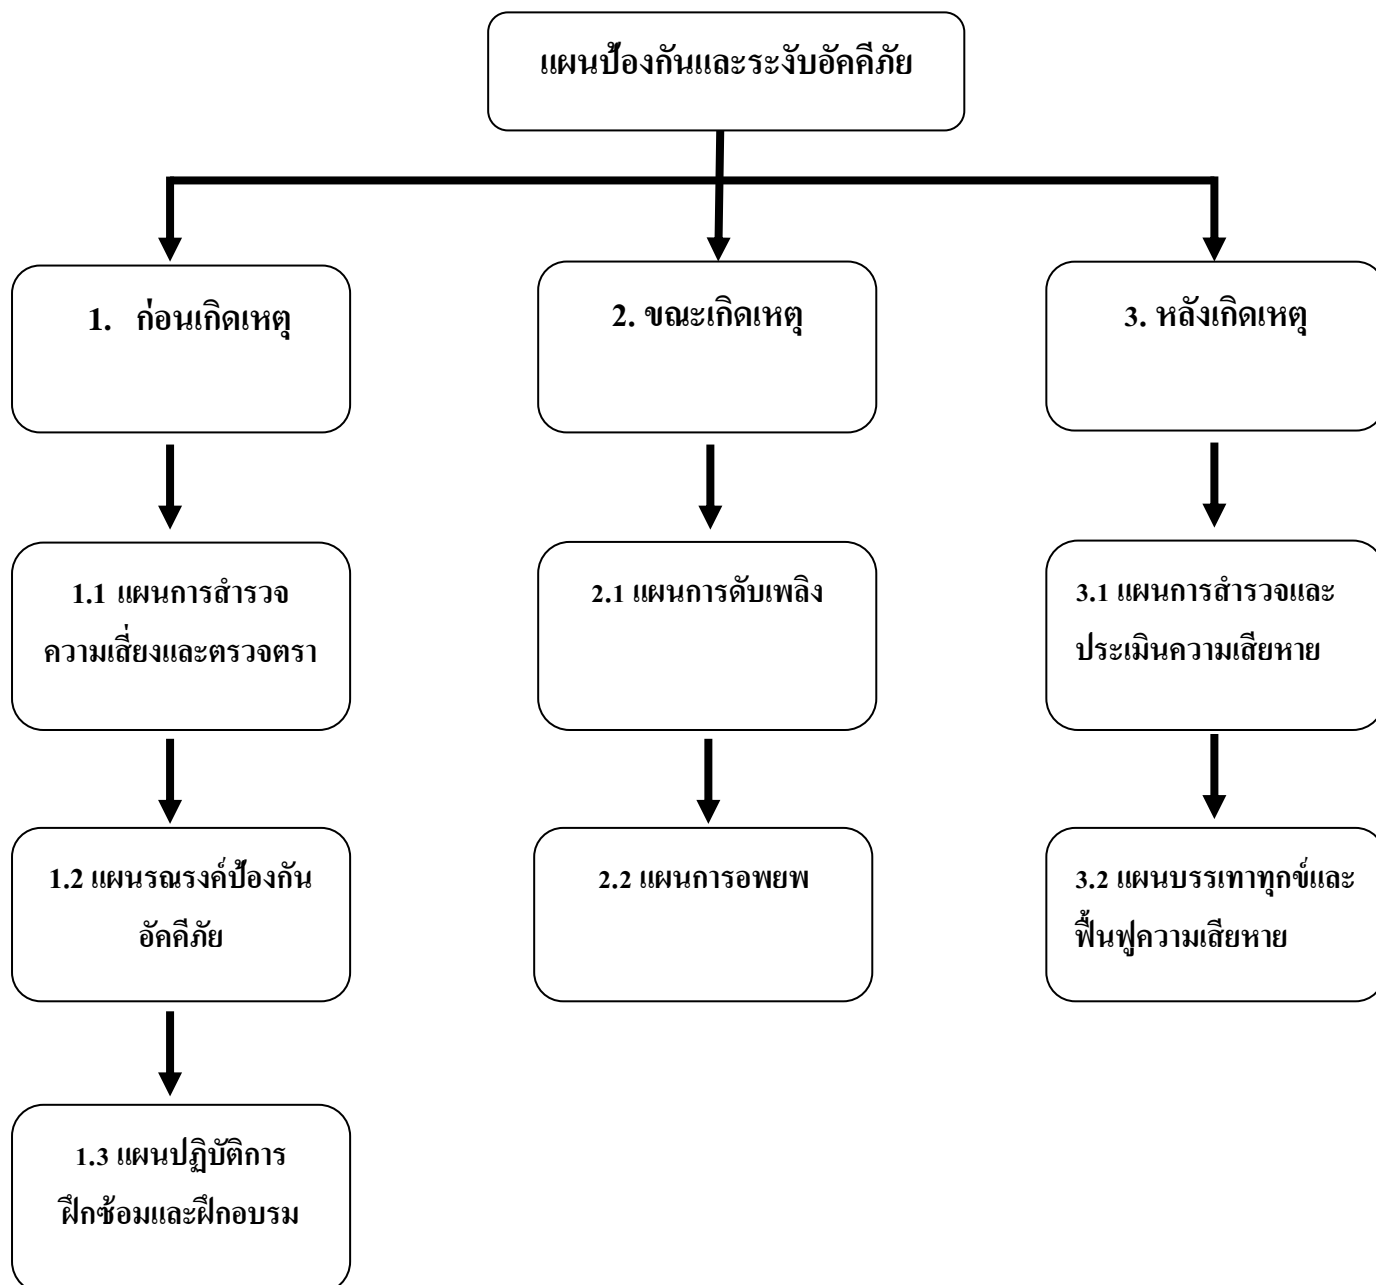 แผนป้องกันและระงับอัคคีภัย
1. ก่อนเกิดเหตุ
2. ขณะเกิดเหตุ
3. หลังเกิดเหตุ
1.1 แผนการสำรวจ
ความเสี่ยงและตรวจตรา
2.1 แผนการดับเพลิง
3.1 แผนการสำรวจและ
ประเมินความเสียหาย
1.2 แผนรณรงค์ป้องกัน
อัคคีภัย
2.2 แผนการอพยพ
3.2 แผนบรรเทาทุกข์และ
ฟื้นฟูความเสียหาย
1.3 แผนปฏิบัติการ
ฝึกซ้อมและฝึกอบรม